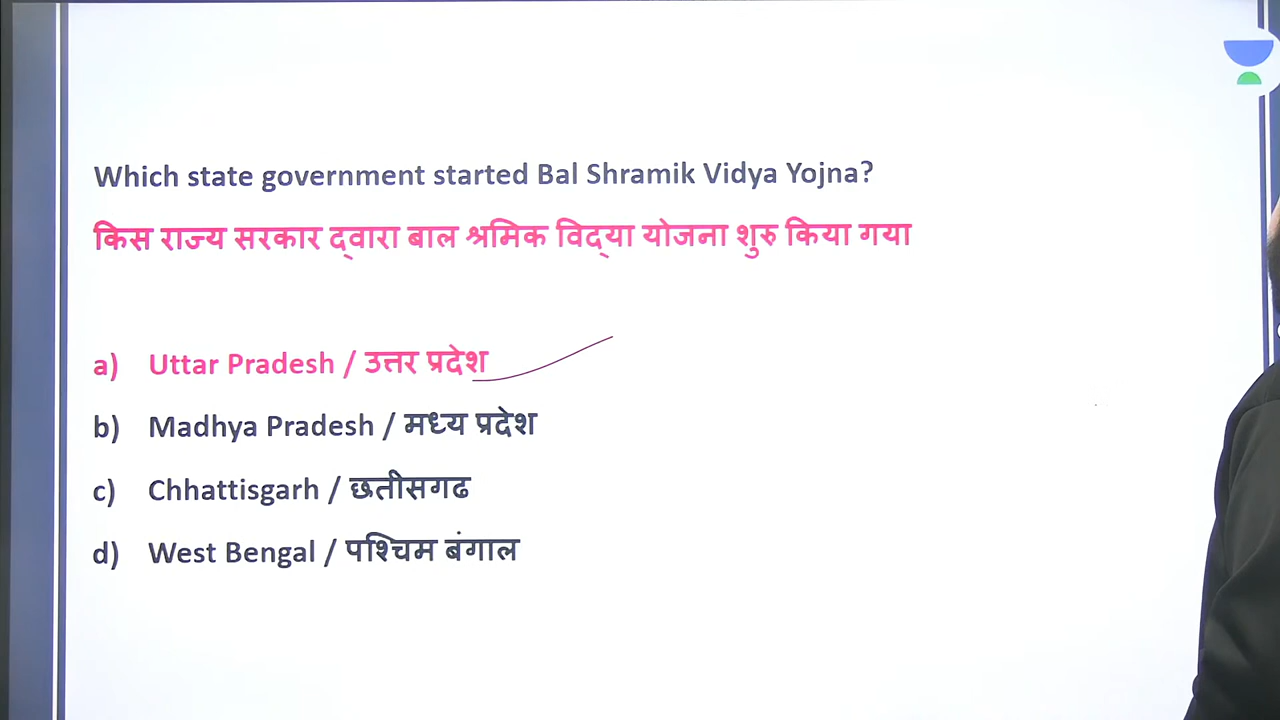 Which state government started Bal Shramik Vidya Yojna?
किस राज्य सरकार द्वारा बाल श्रमिक विद्या योजना शुरु किया गया
a) Uttar Pradesh / उत्तर प्रदेश
b) Madhya Pradesh / मध्य प्रदेश
c) Chhattisgarh / छतीसगढ
d) West Bengal / पश्चिम बंगाल